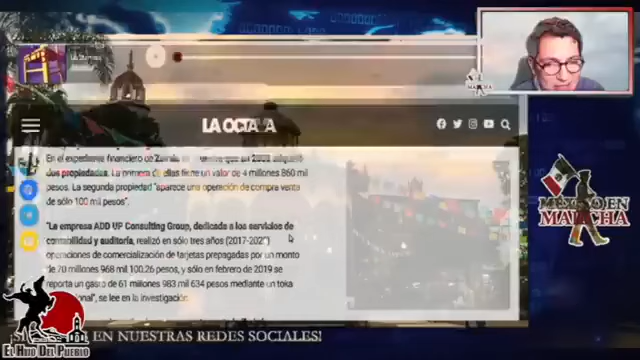 LA OCTAVA
En el expediente financiero de
dos propiedades. La primera de ellas tiene un valor de 4 millones 860 mil
pesos. La segunda propiedad "aparece una operación de compra venta
de sólo 100 mil pesos".
"La empresa ADD UP Consulting Group, dedicada a los servicios de
contabilidad y auditoría, realizó en sólo tres años (2017-2020)
operaciones de comercialización de tarjetas prepagadas por un monto
de 70 millones 968 mil 100.26 pesos, y sólo en febrero de 2019 se
reporta un gasto de 61 millones 983 mil 634 pesos mediante un toka
", se lee en la investigación
MÉXICO EN
MARCHA
EN NUESTRAS REDES SOCIALES!
EL HIJO DEL PUEBLO